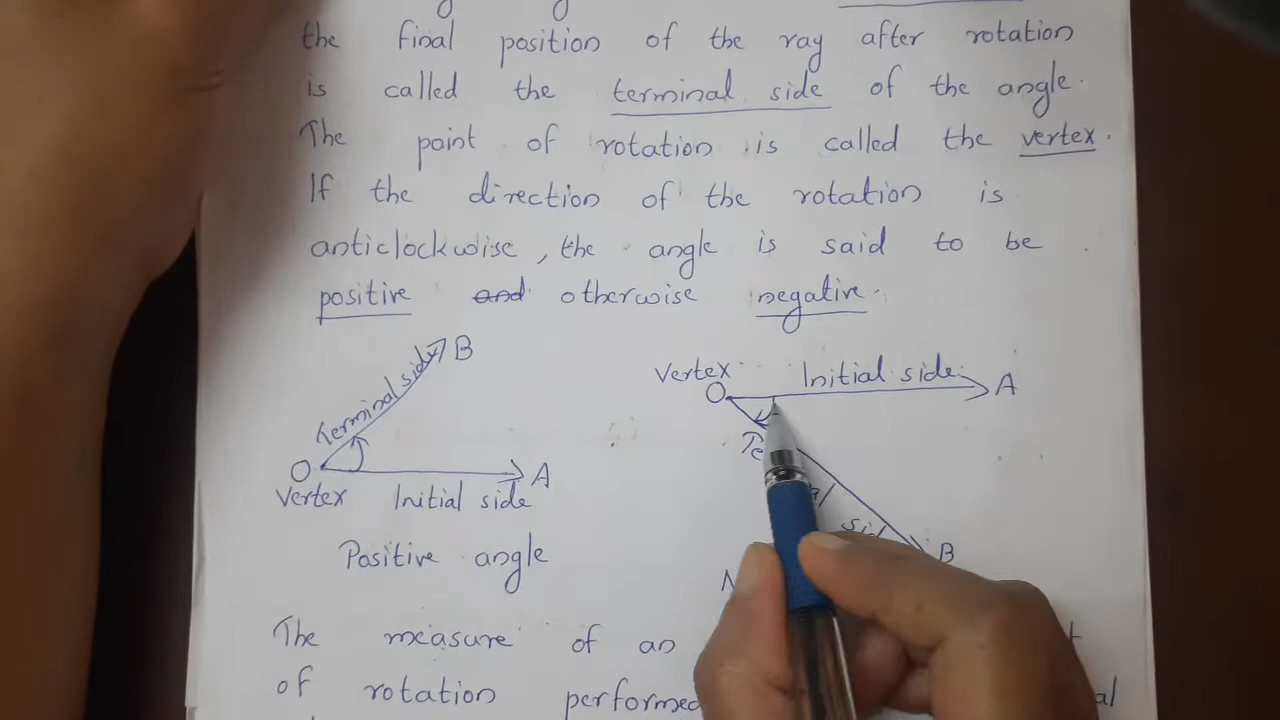 the final position of the ray after rotation
is called the terminal side of the angle.
The point of rotation is called the vertex.
If the direction of the rotation is
anticlockwise, the angle is said to be
positive and otherwise negative.
Terminal side B
O A
Vertex Initial side
Positive angle
Vertex Initial side
O A
B
The measure of an
of rotation performed